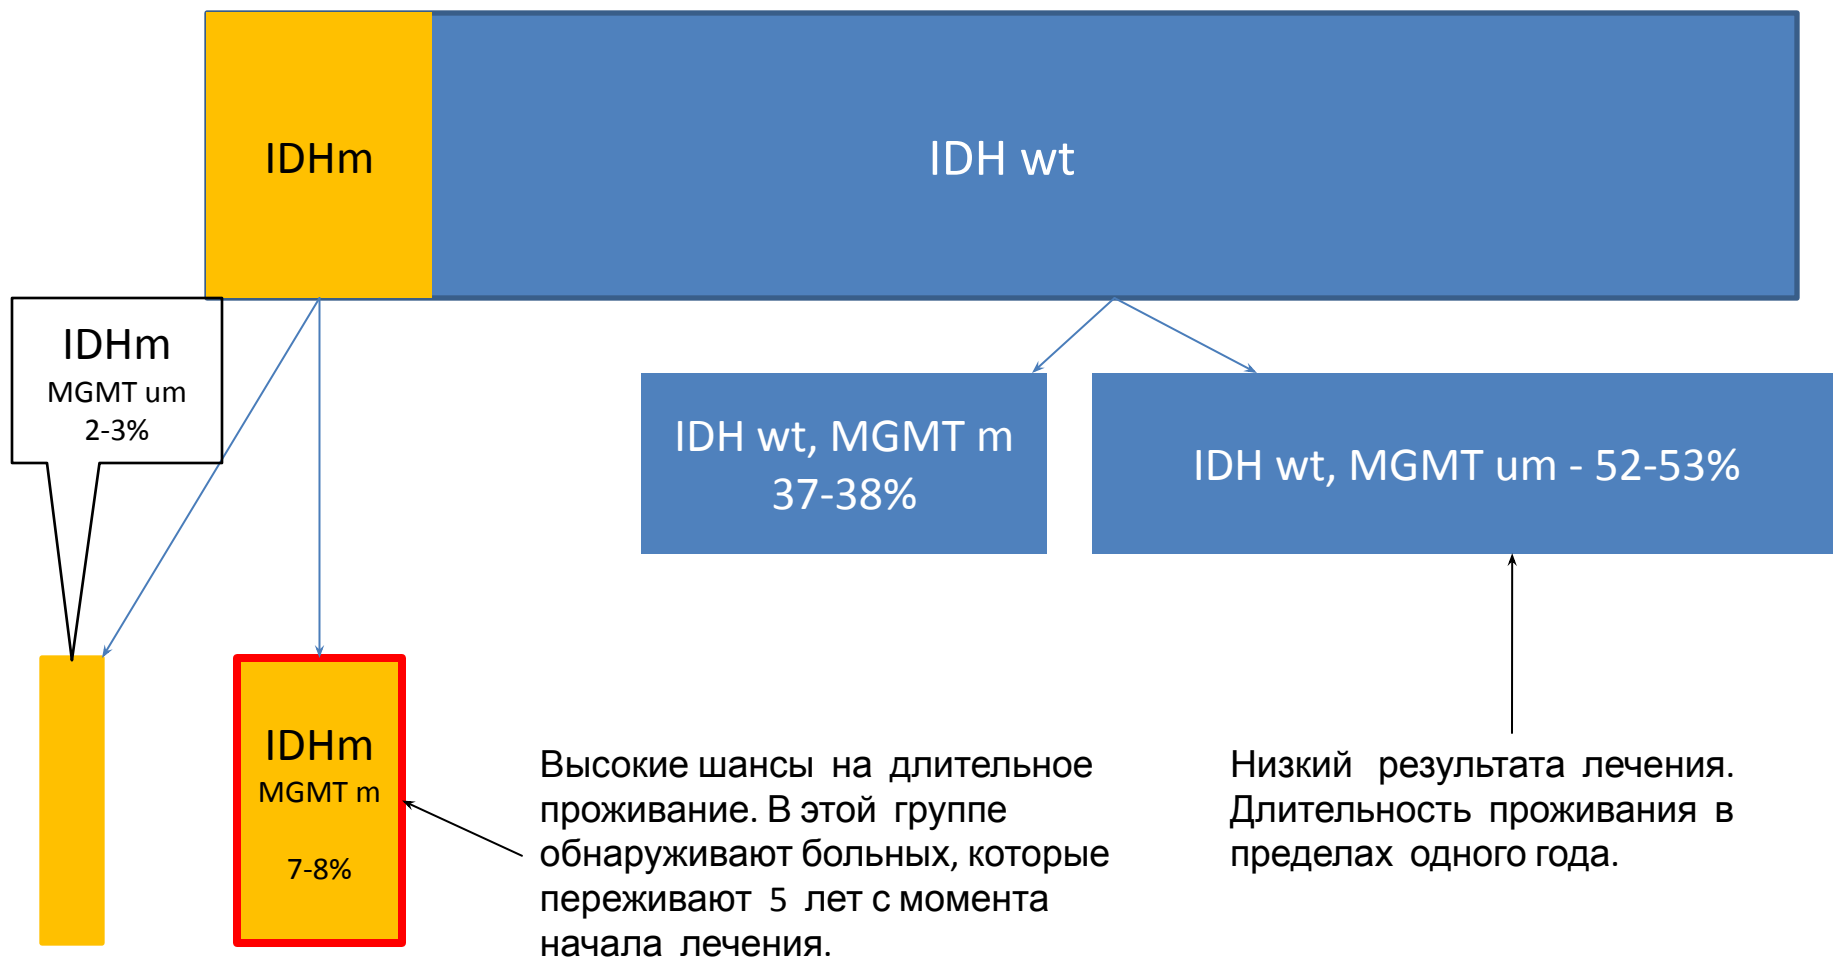 IDHm
IDH wt
IDHm
MGMT um
2-3%
IDH wt, MGMT m
37-38%
IDH wt, MGMT um - 52-53%
IDHm
MGMT m
7-8%
Высокие шансы на длительное
проживание. В этой группе
обнаруживают больных, которые
переживают 5 лет с момента
начала лечения.
Низкий результата лечения.
Длительность проживания в
пределах одного года.